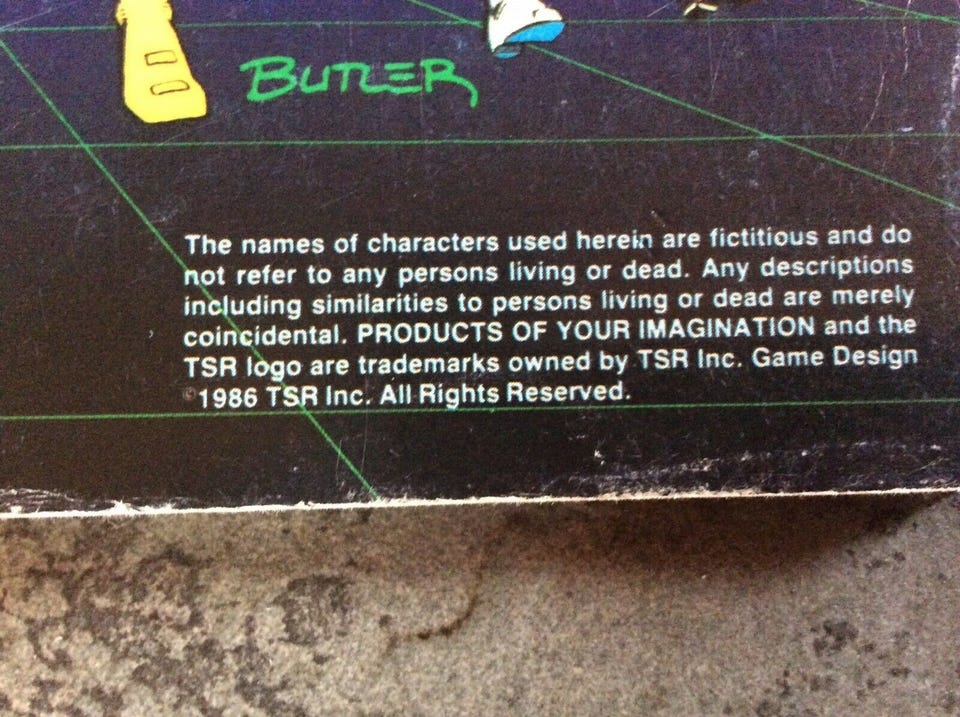 BUTLER
The names of characters used herein are fictitious and do
not refer to any persons living or dead. Any descriptions
including similarities to persons living or dead are merely
coincidental. PRODUCTS OF YOUR IMAGINATION and the
TSR logo are trademarks owned by TSR Inc. Game Design
©1986 TSR Inc. All Rights Reserved.